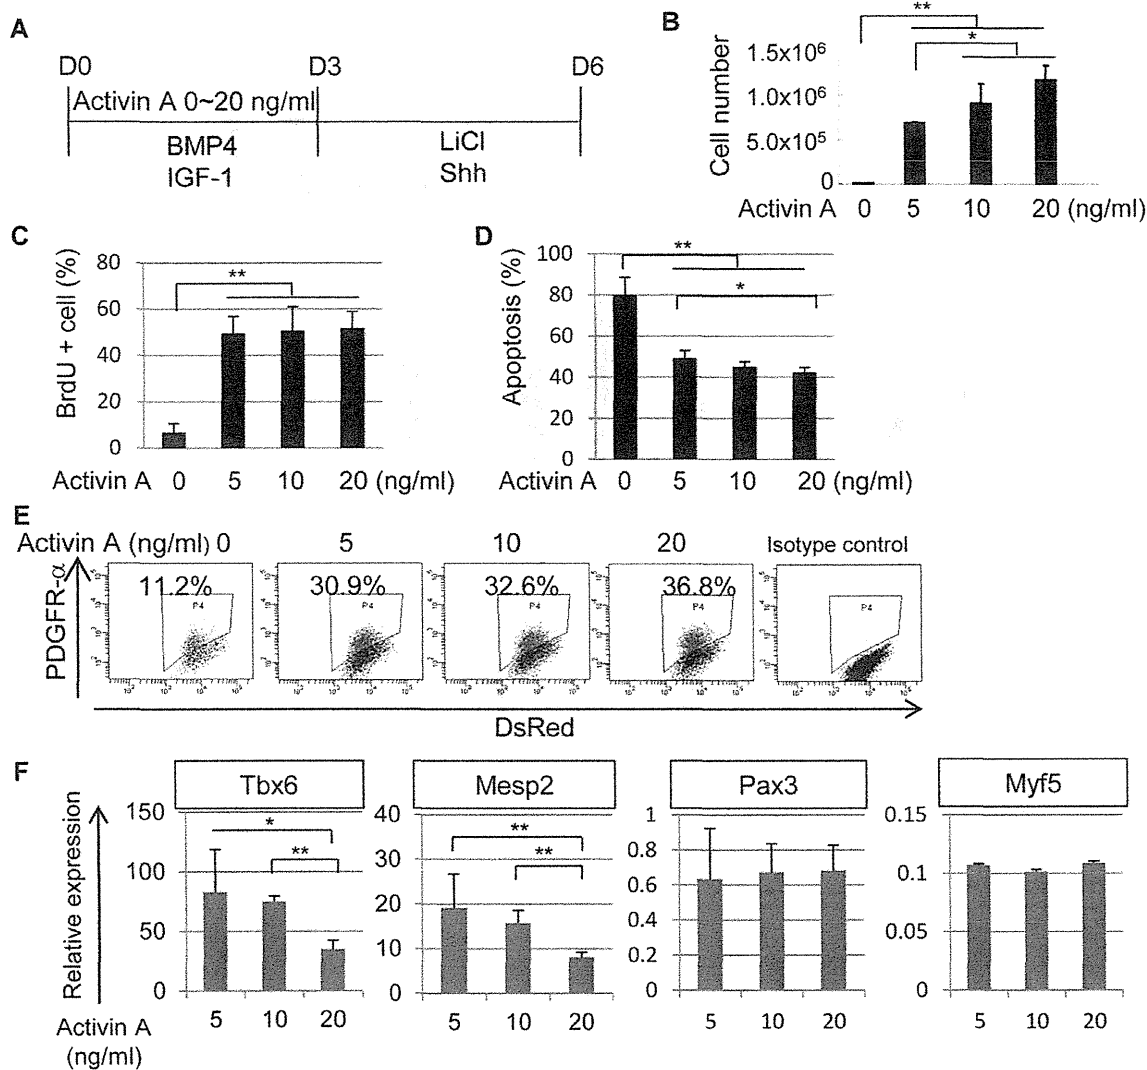 A
D0 D3 D6
Activin A 0~20 ng/ml
BMP4 LiCl
IGF-1 Shh
B
**
*
Cell number
1.5x10⁶
1.0x10⁶
5.0x10⁵
0
Activin A 0 5 10 20 (ng/ml)
C
BrdU + cell (%)
80
60
40
20
0
**
Activin A 0 5 10 20 (ng/ml)
D
Apoptosis (%)
100
80
60
40
20
0
**
*
Activin A 0 5 10 20 (ng/ml)
E
Activin A (ng/ml) 0 5 10 20 Isotype control
PDGFR-α
11.2% 30.9% 32.6% 36.8%
P4 P4 P4 P4 P4
DsRed
F
Relative expression
Tbx6 Mesp2 Pax3 Myf5
150
100
50
0
*
**
40
30
20
10
0
**
**
1
0.8
0.6
0.4
0.2
0
0.15
0.1
0.05
0
Activin A 5 10 20 5 10 20 5 10 20 5 10 20
(ng/ml)